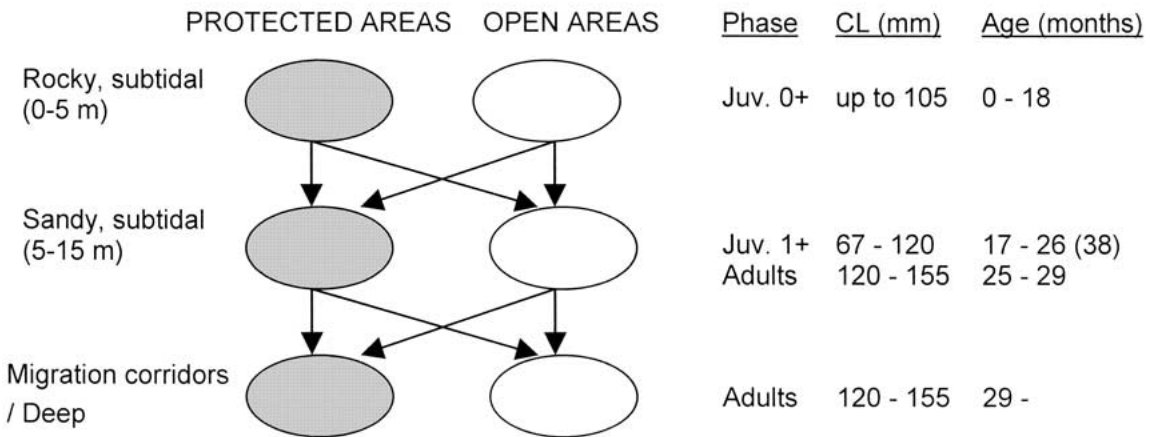 PROTECTED AREAS OPEN AREAS Phase CL (mm) Age (months)
Rocky, subtidal
(0-5 m)
Juv. 0+ up to 105 0 - 18
Sandy, subtidal
(5-15 m)
Juv. 1+ 67 - 120 17 - 26 (38)
Adults 120 - 155 25 - 29
Migration corridors
/ Deep
Adults 120 - 155 29 -